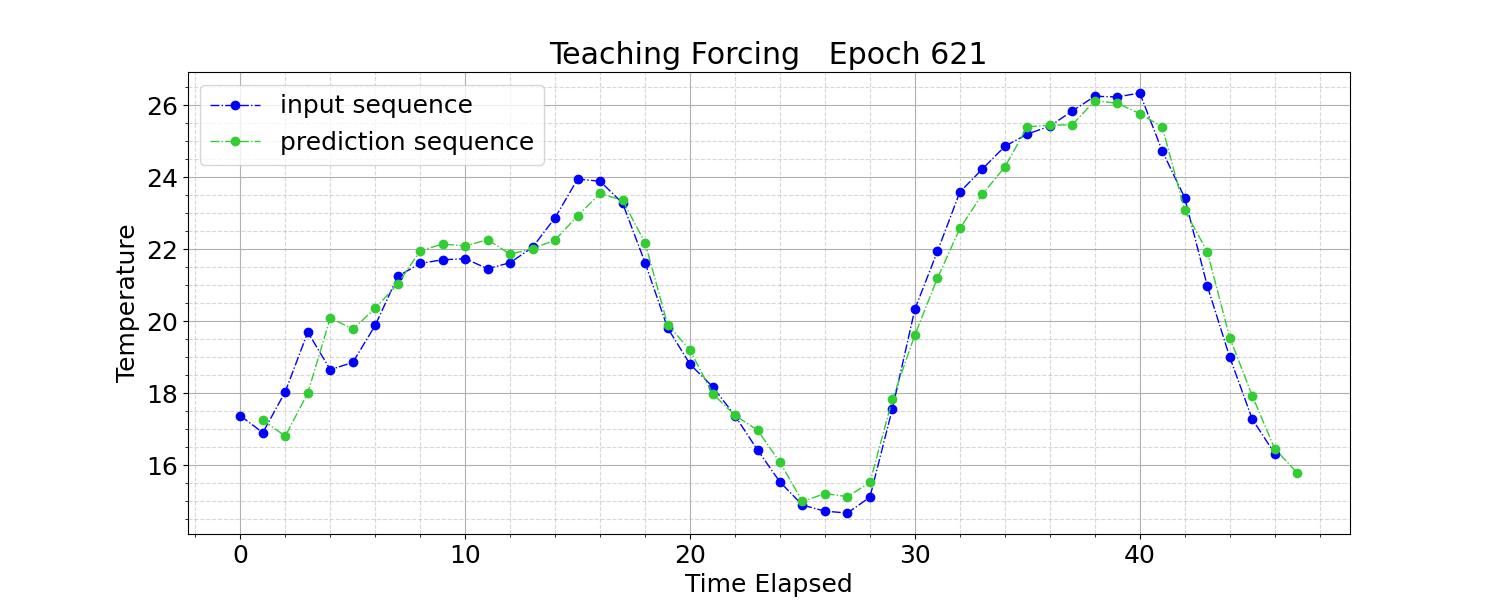 Teaching Forcing   Epoch 621
input sequence
prediction sequence
Temperature
26
24
22
20
18
16
0 10 20 30 40
Time Elapsed